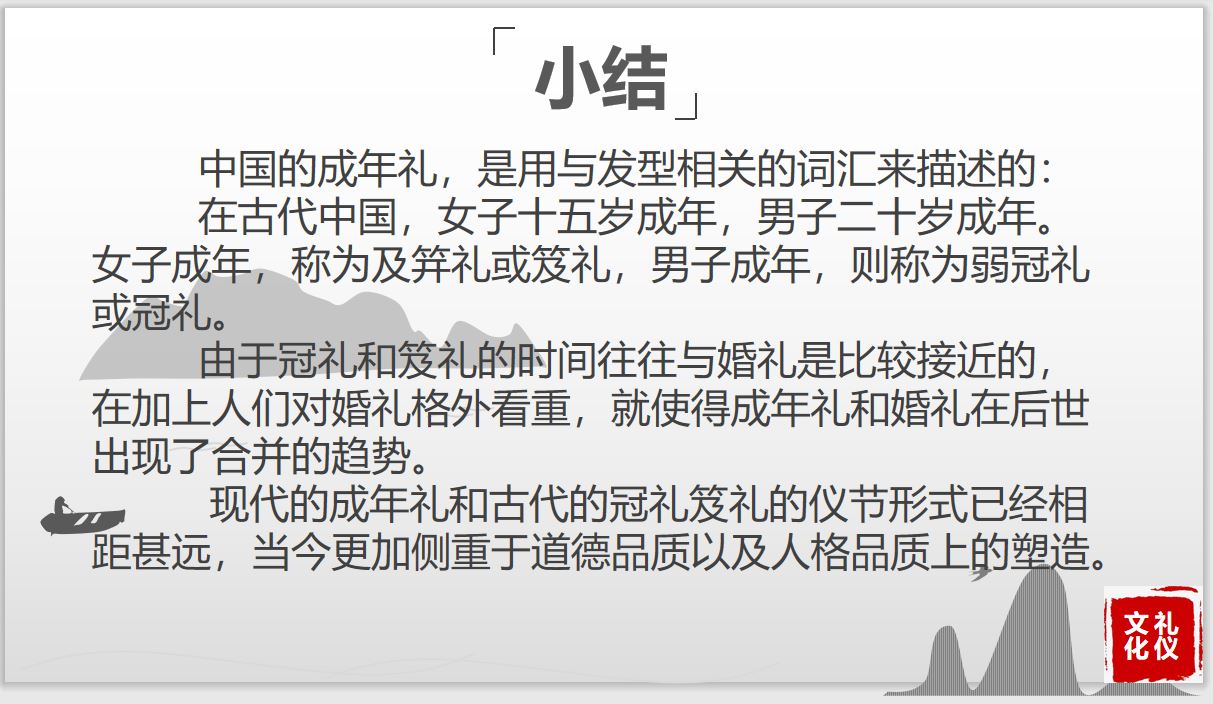 小结
中国的成年礼，是用与发型相关的词汇来描述的：
在古代中国，女子十五岁成年，男子二十岁成年。
女子成年，称为及笄礼或笈礼，男子成年，则称为弱冠礼
或冠礼。
由于冠礼和笈礼的时间往往与婚礼是比较接近的，
在加上人们对婚礼格外看重，就使得成年礼和婚礼在后世
出现了合并的趋势。
现代的成年礼和古代的冠礼笈礼的仪节形式已经相
距甚远，当今更加侧重于道德品质以及人格品质上的塑造。
文礼
化仪